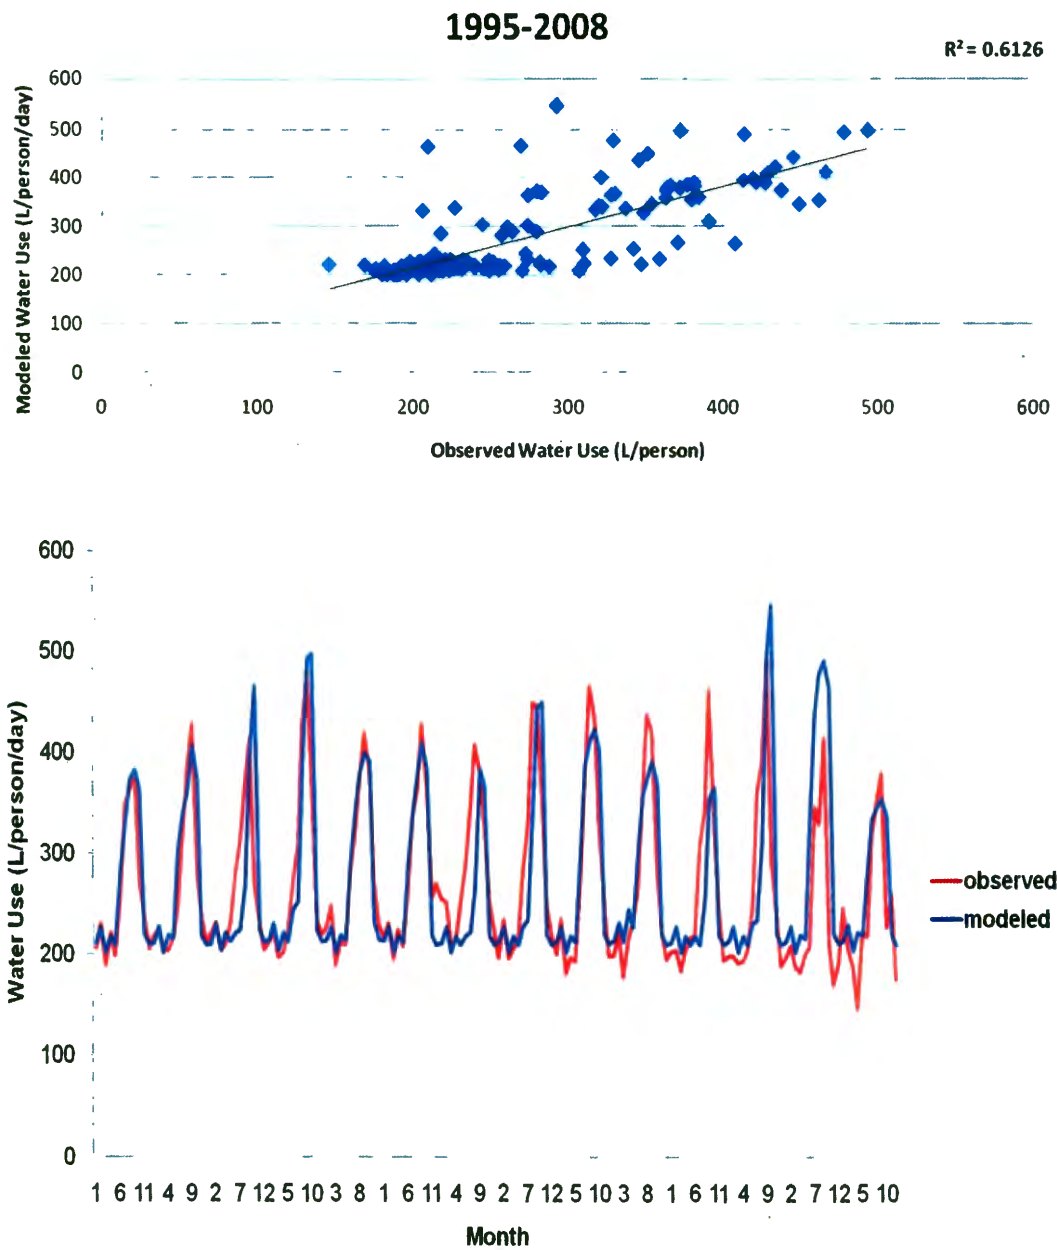 1995-2008
R² = 0.6126
600
500
400
300
200
100
0
0 100 200 300 400 500 600
Modeled Water Use (L/person/day)
Observed Water Use (L/person)
600
500
400
300
200
100
0
Water Use (L/person/day)
observed
modeled
1 6 11 4 9 2 7 12 5 10 3 8 1 6 11 4 9 2 7 12 5 10 3 8 1 6 11 4 9 2 7 12 5 10
Month